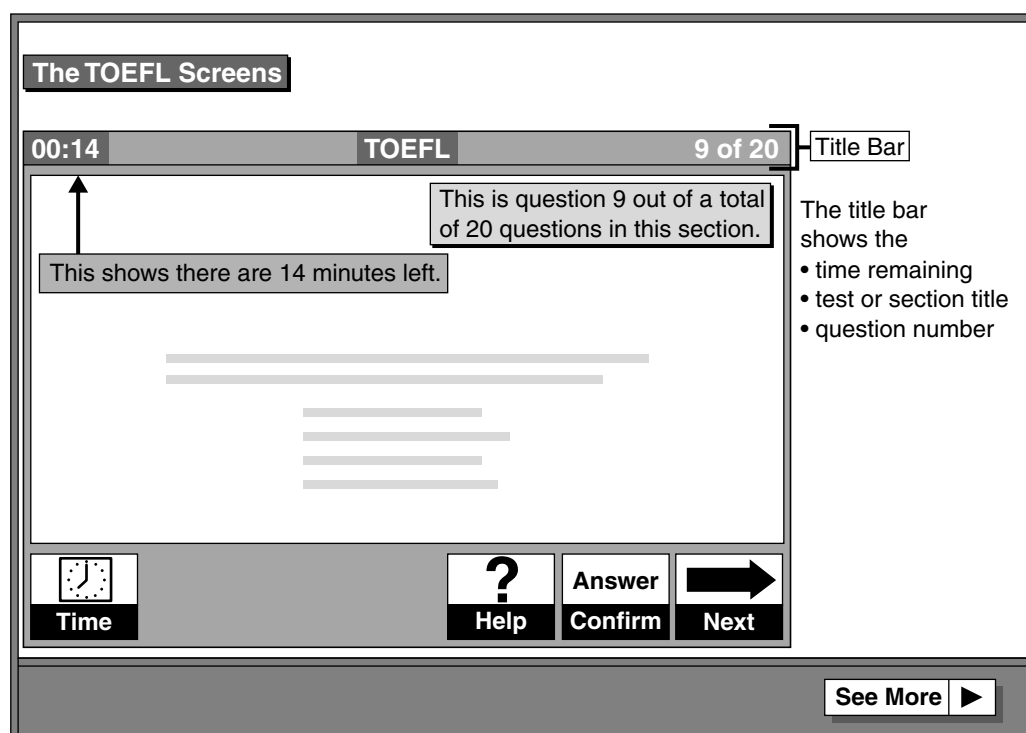 The TOEFL Screens
00:14 TOEFL 9 of 20
Title Bar
This is question 9 out of a total
of 20 questions in this section.
This shows there are 14 minutes left.
The title bar
shows the
• time remaining
• test or section title
• question number
Time
?
Help
Answer
Confirm
Next
See More